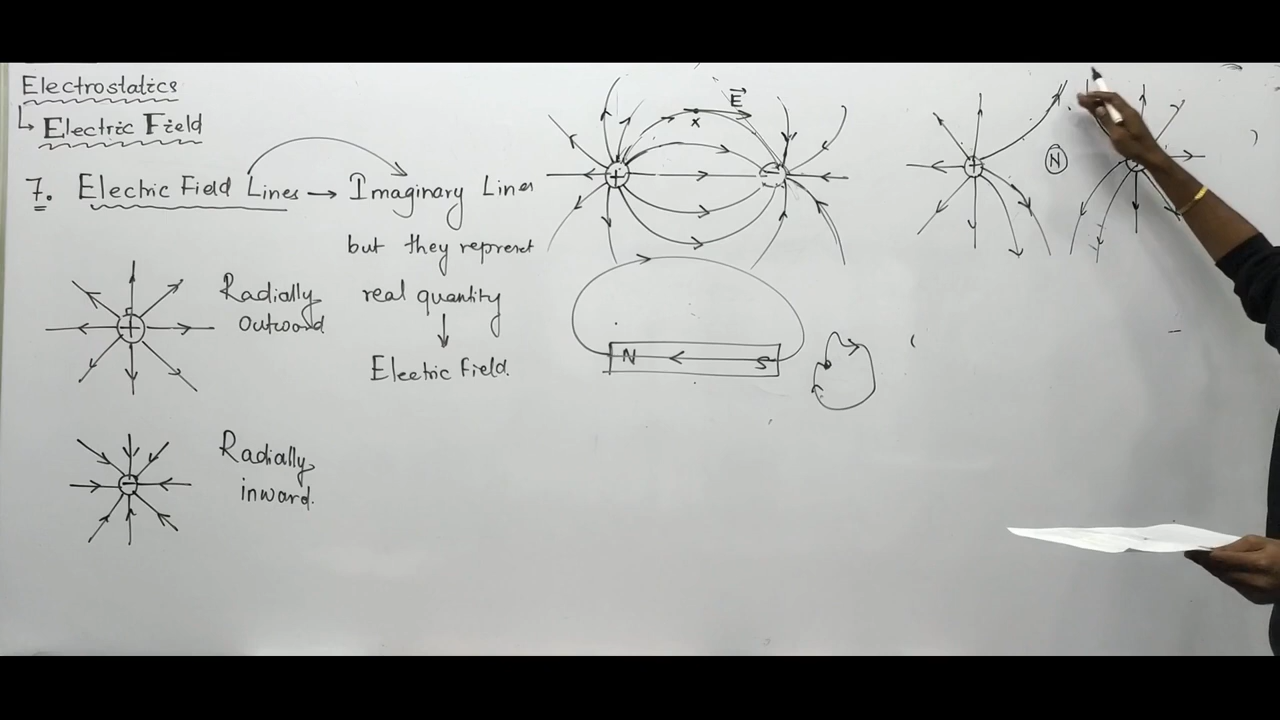 Electrostatics
Electric Field
7. Electric Field Lines → Imaginary Lines
but they represent
real quantity
Electric Field.
Radially
Outward
Radially
inward.
+
−
+
−
E
x
N
S
+
N